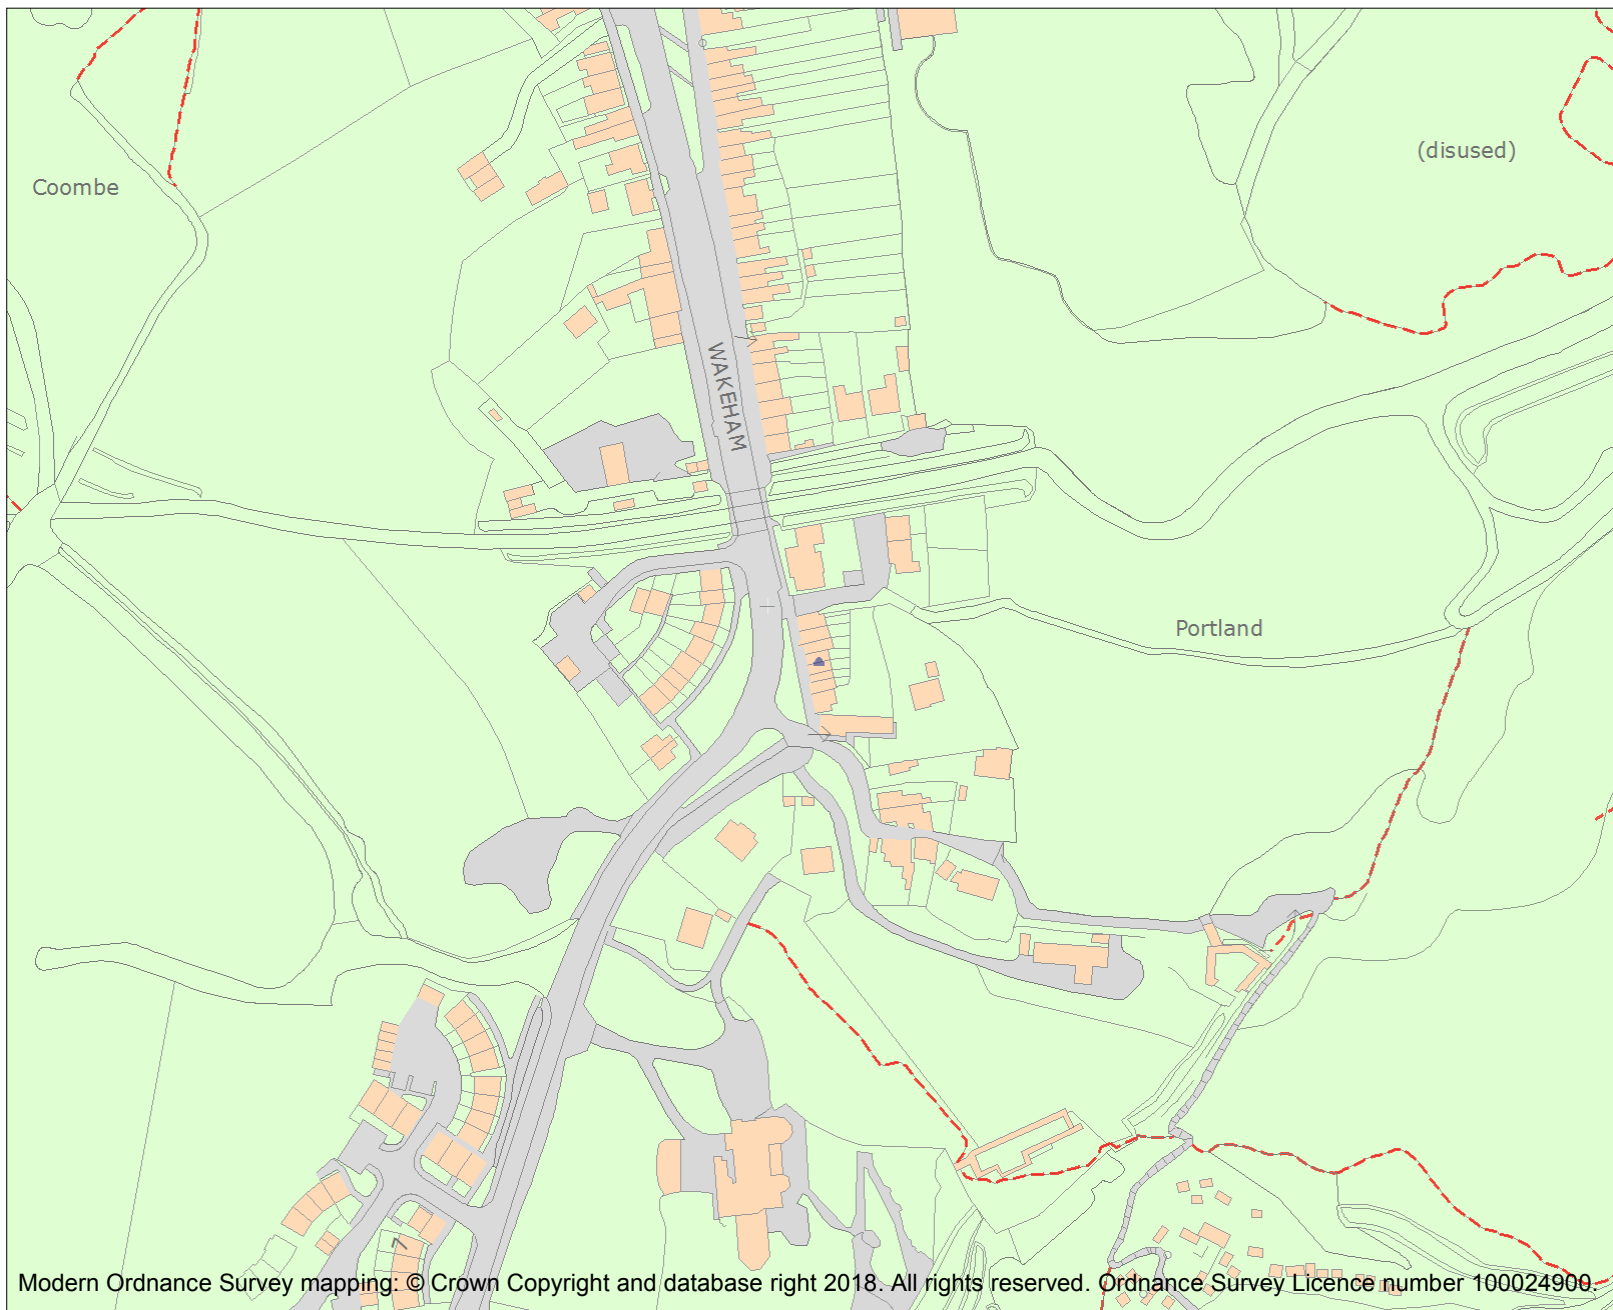 (disused)
Coombe
WAKEHAM
Portland
7
Modern Ordnance Survey mapping: © Crown Copyright and database right 2018. All rights reserved. Ordnance Survey Licence number 100024900.